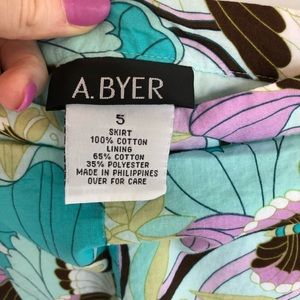 A.BYER
5
SKIRT
100% COTTON
LINING
65% COTTON
35% POLYESTER
MADE IN PHILIPPINES
OVER FOR CARE